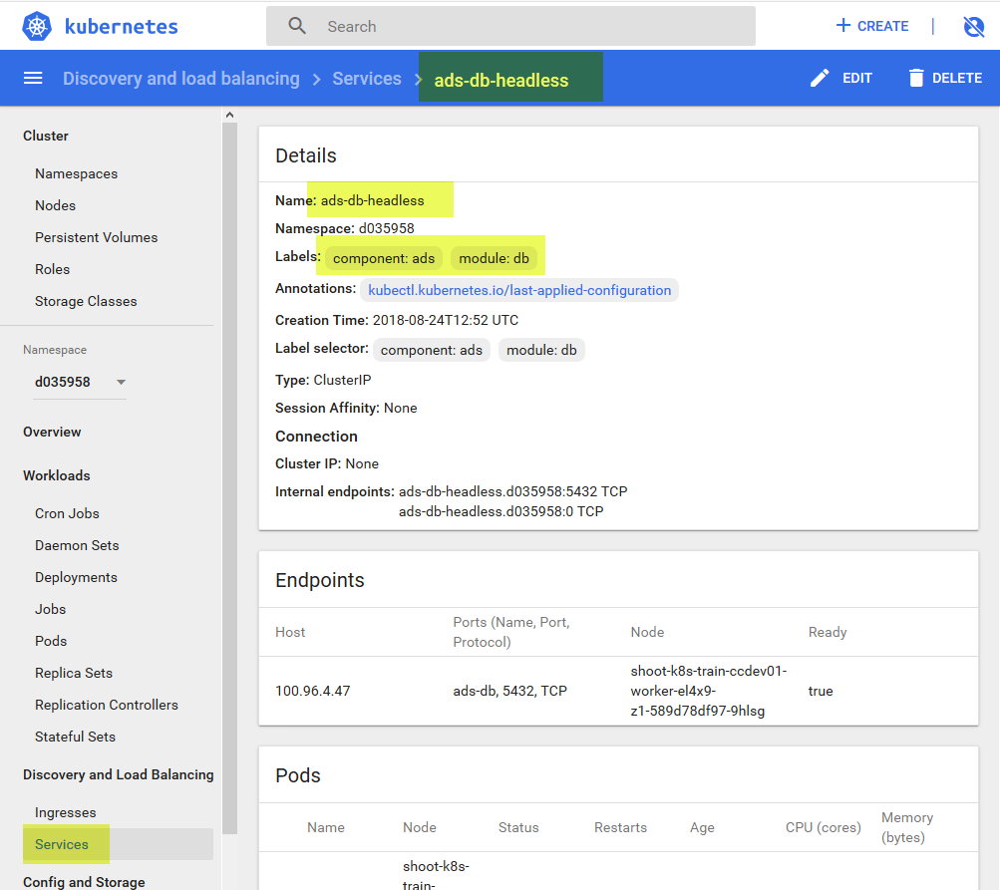 kubernetes
Search
+ CREATE
Discovery and load balancing > Services > ads-db-headless
EDIT
DELETE
Cluster
Namespaces
Nodes
Persistent Volumes
Roles
Storage Classes
Namespace
d035958
Overview
Workloads
Cron Jobs
Daemon Sets
Deployments
Jobs
Pods
Replica Sets
Replication Controllers
Stateful Sets
Discovery and Load Balancing
Ingresses
Services
Config and Storage
Details
Name: ads-db-headless
Namespace: d035958
Labels: component: ads module: db
Annotations: kubectl.kubernetes.io/last-applied-configuration
Creation Time: 2018-08-24T12:52 UTC
Label selector: component: ads module: db
Type: ClusterIP
Session Affinity: None
Connection
Cluster IP: None
Internal endpoints: ads-db-headless.d035958:5432 TCP
ads-db-headless.d035958:0 TCP
Endpoints
Host
Ports (Name, Port,
Protocol)
Node
Ready
100.96.4.47
ads-db, 5432, TCP
shoot-k8s-train-ccdev01-
worker-el4x9-
z1-589d78df97-9hlsg
true
Pods
Name
Node
Status
Restarts
Age
CPU (cores)
Memory
(bytes)
shoot-k8s-
train-